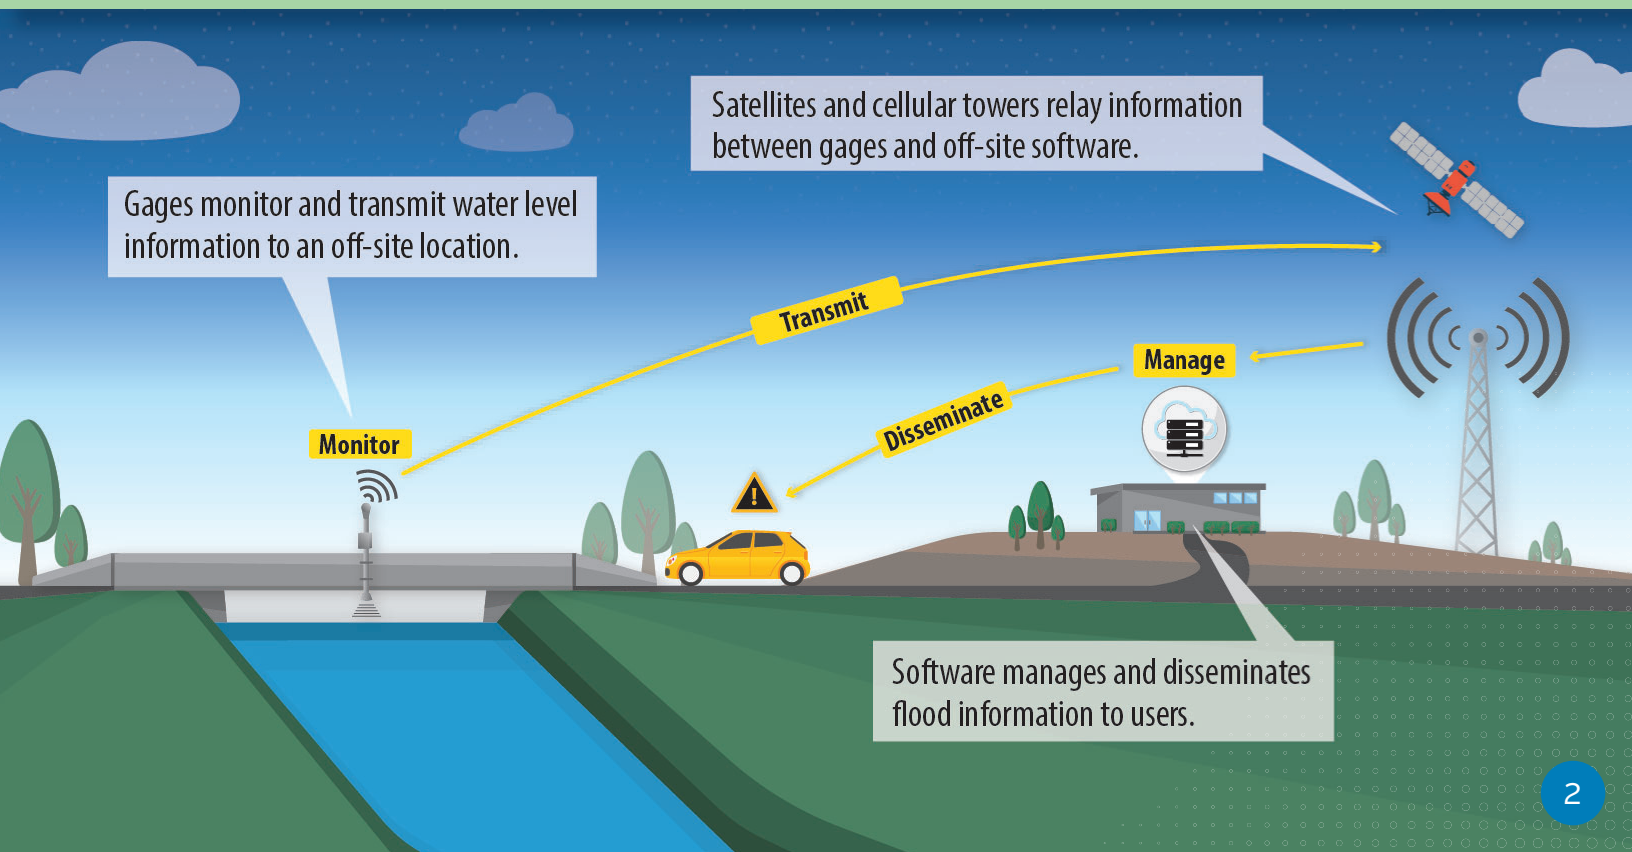 Satellites and cellular towers relay information
between gages and off-site software.
Gages monitor and transmit water level
information to an off-site location.
Transmit
Manage
Disseminate
Monitor
!
Software manages and disseminates
flood information to users.
2